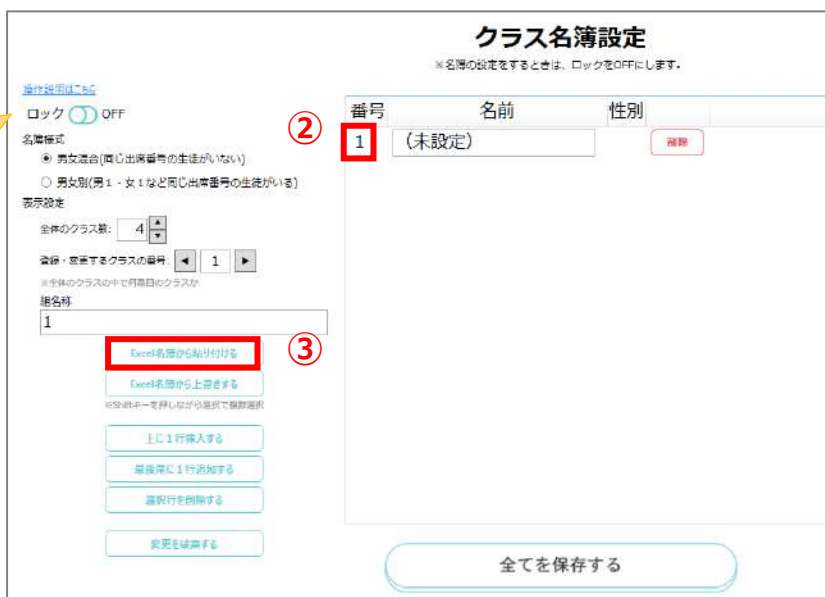 クラス名簿設定
※名簿の設定をするときは、ロックをOFFにします。
操作説明はこちら
ロック OFF
名簿様式
男女混合(同じ出席番号の生徒がいない)
男女別(男1・女1など同じ出席番号の生徒がいる)
表示設定
全体のクラス数: 4
登録・変更するクラスの番号: 1
※全体のクラスの中で何番目のクラスか
組名称
1
③
Excel名簿から貼り付ける
Excel名簿から上書きする
※Shiftキーを押しながら選択で複数選択
上に1行挿入する
最後尾に1行追加する
選択行を削除する
変更を破棄する
番号 名前 性別
②
1 (未設定) 削除
全てを保存する